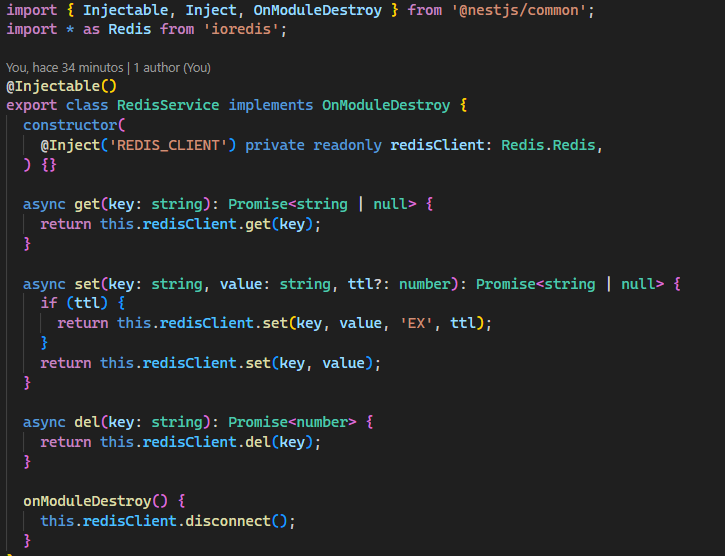 import { Injectable, Inject, OnModuleDestroy } from '@nestjs/common';
import * as Redis from 'ioredis';
You, hace 34 minutos | 1 author (You)
@Injectable()
export class RedisService implements OnModuleDestroy {
  constructor(
    @Inject('REDIS_CLIENT') private readonly redisClient: Redis.Redis,
  ) {}
  async get(key: string): Promise<string | null> {
    return this.redisClient.get(key);
  }
  async set(key: string, value: string, ttl?: number): Promise<string | null> {
    if (ttl) {
      return this.redisClient.set(key, value, 'EX', ttl);
    }
    return this.redisClient.set(key, value);
  }
  async del(key: string): Promise<number> {
    return this.redisClient.del(key);
  }
  onModuleDestroy() {
    this.redisClient.disconnect();
  }